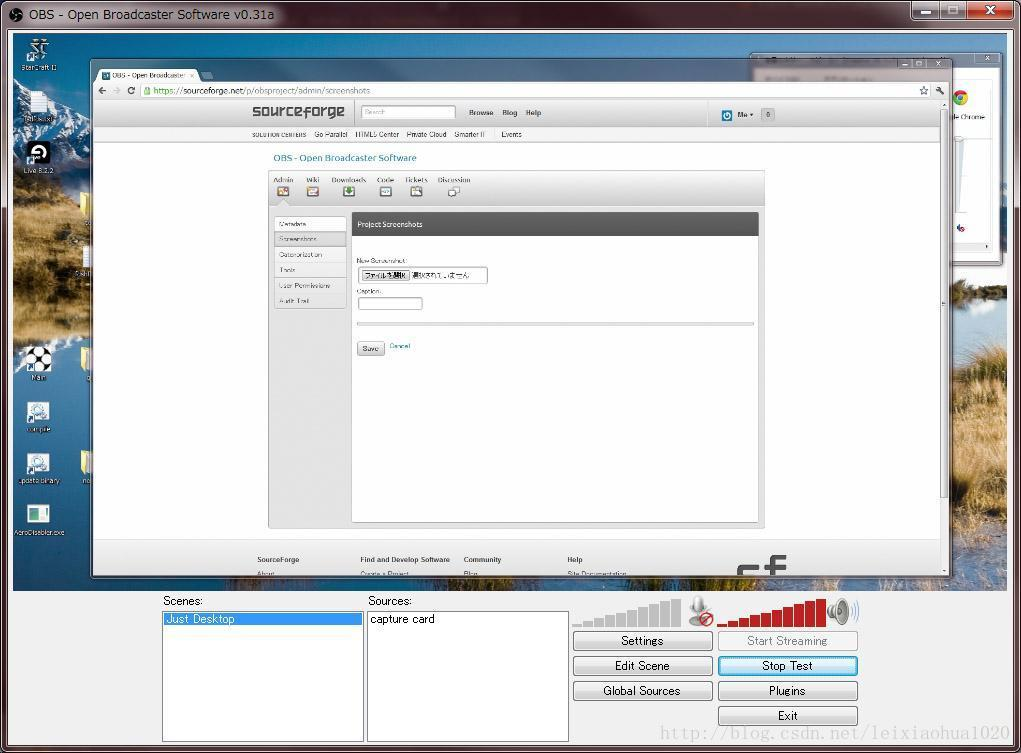 OBS - Open Broadcaster Software v0.31a
StarCraft II
OBS - Open Broadcaster
https://sourceforge.net/p/obsproject/admin/screenshots
sourceforge
Search
Browse Blog Help
Me
0
SOLUTION CENTERS Go Parallel HTML5 Center Private Cloud Smarter IT Events
le Chrome
Live 8.2.2
OBS - Open Broadcaster Software
Admin Wiki Downloads Code Tickets Discussion
Metadata
Screenshots
Categorization
Tools
User Permissions
Audit Trail
Project Screenshots
New Screenshot:
ファイルを選択 選択されていません
Caption:
Save Cancel
Main
compile
update binary
AeroDisabler.exe
SourceForge Find and Develop Software Community Help
About Create a Project Blog Site Documentation
sf
Scenes: Sources:
Just Desktop
capture card
Settings
Start Streaming
Edit Scene
Stop Test
Global Sources
Plugins
Exit
http://blog.csdn.net/leixiaohua1020